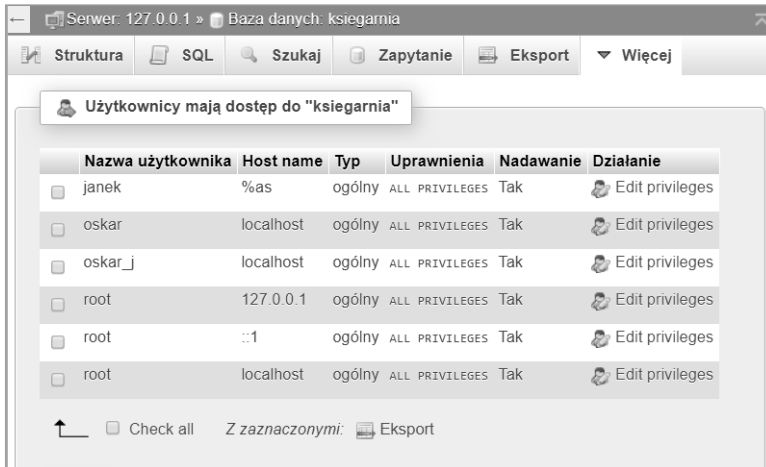 ← Serwer: 127.0.0.1 » Baza danych: ksiegarnia
Struktura SQL Szukaj Zapytanie Eksport Więcej
Użytkownicy mają dostęp do "ksiegarnia"
Nazwa użytkownika Host name Typ Uprawnienia Nadawanie Działanie
janek %as ogólny ALL PRIVILEGES Tak Edit privileges
oskar localhost ogólny ALL PRIVILEGES Tak Edit privileges
oskar_j localhost ogólny ALL PRIVILEGES Tak Edit privileges
root 127.0.0.1 ogólny ALL PRIVILEGES Tak Edit privileges
root ::1 ogólny ALL PRIVILEGES Tak Edit privileges
root localhost ogólny ALL PRIVILEGES Tak Edit privileges
Check all Z zaznaczonymi: Eksport